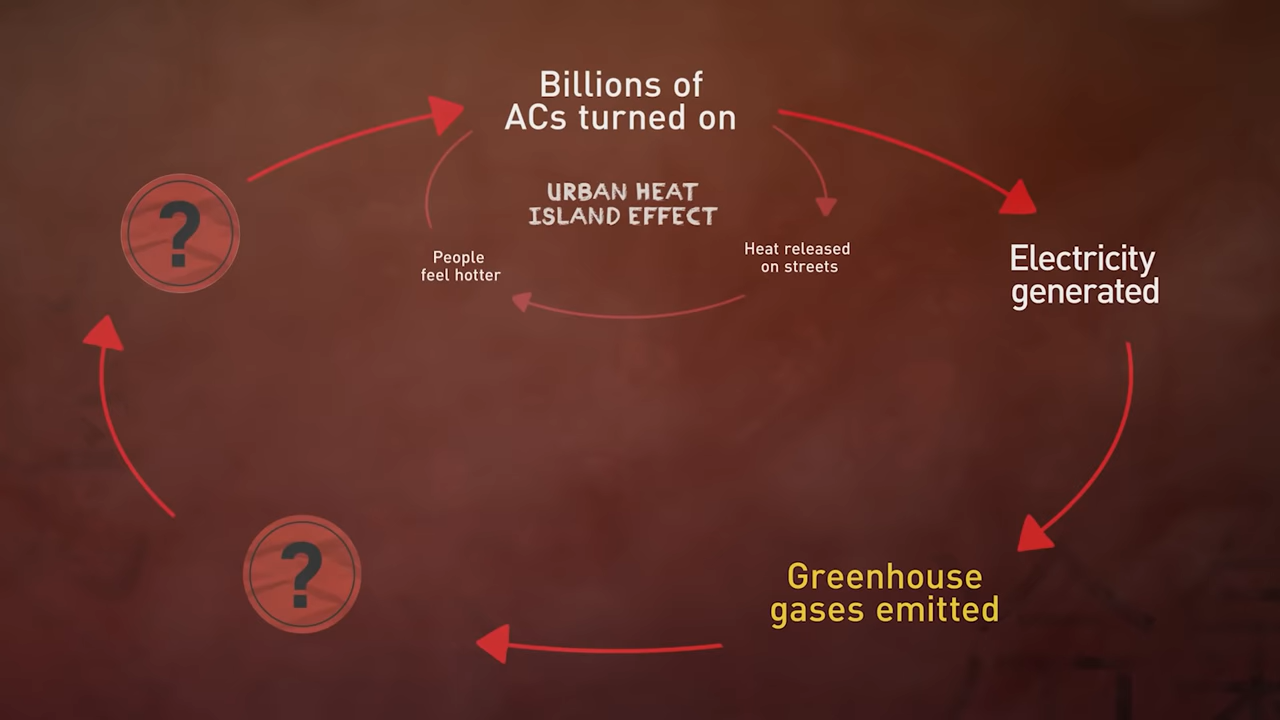 Billions of
ACs turned on
URBAN HEAT
ISLAND EFFECT
Heat released
on streets
People
feel hotter
Electricity
generated
Greenhouse
gases emitted
?
?